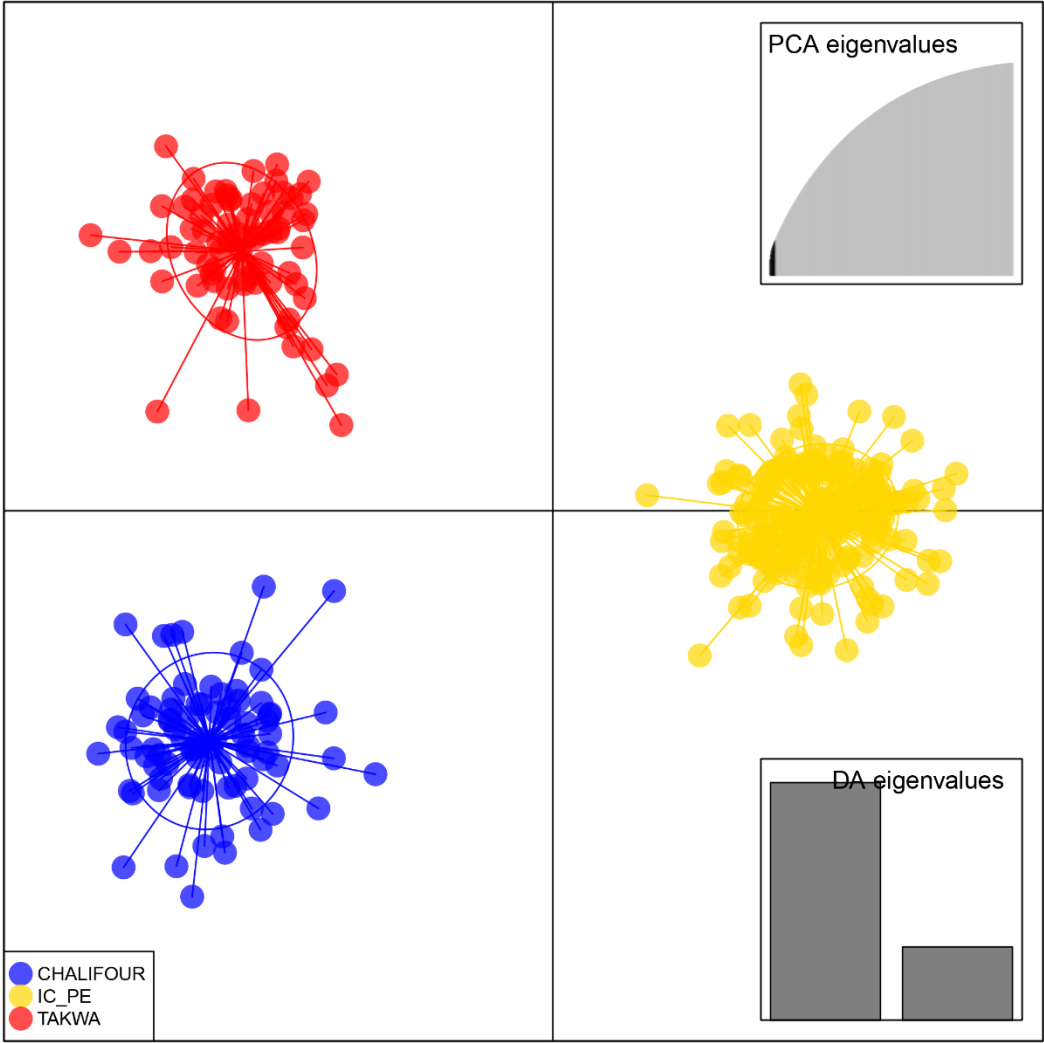 PCA eigenvalues
DA eigenvalues
CHALIFOUR
IC_PE
TAKWA